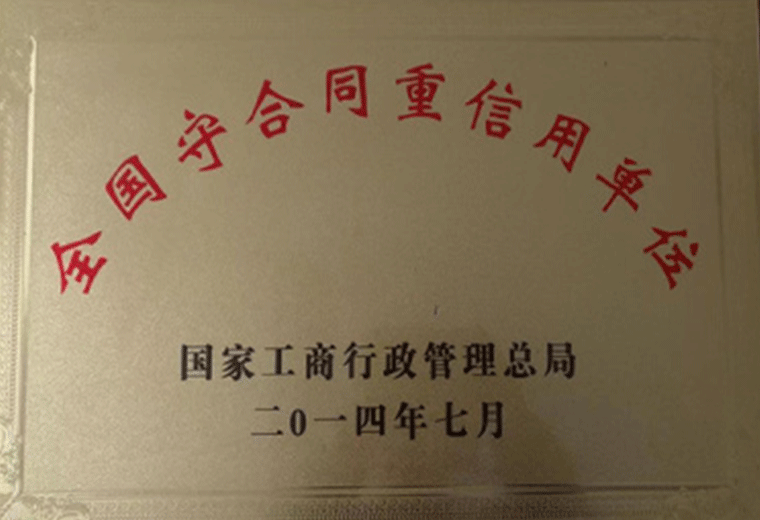 全国守合同重信用单位
国家工商行政管理总局
二0一四年七月